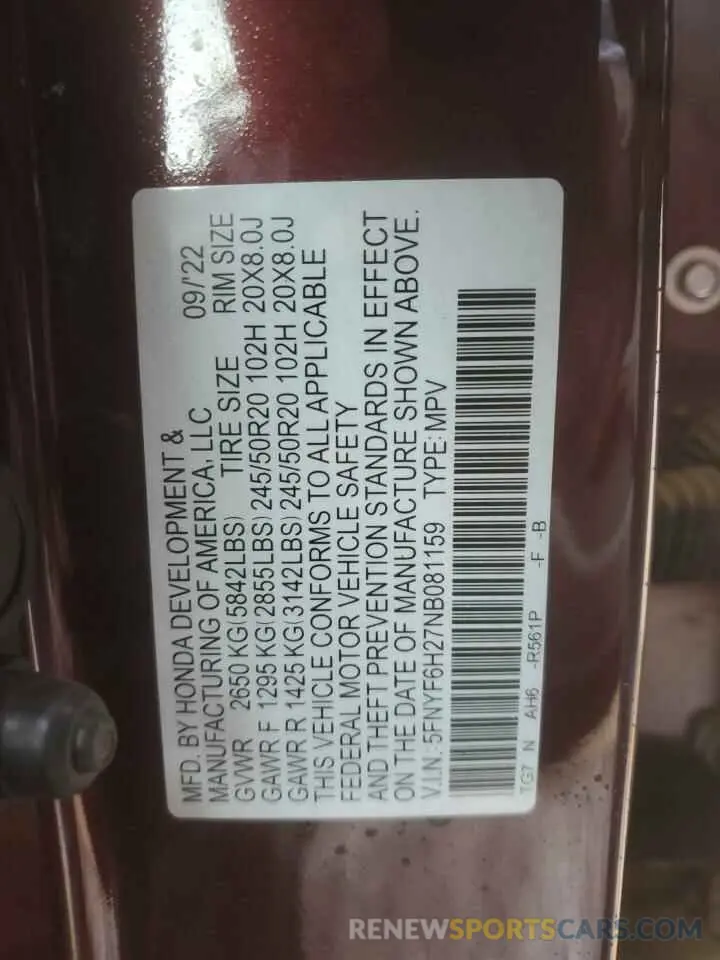 MFD. BY HONDA DEVELOPMENT &
MANUFACTURING OF AMERICA, LLC 09/'22
GVWR 2650 KG(5842LBS) TIRE SIZE RIM SIZE
GAWR F 1295 KG(2855LBS) 245/50R20 102H 20X8.0J
GAWR R 1425 KG(3142LBS) 245/50R20 102H 20X8.0J
THIS VEHICLE CONFORMS TO ALL APPLICABLE
FEDERAL MOTOR VEHICLE SAFETY
AND THEFT PREVENTION STANDARDS IN EFFECT
ON THE DATE OF MANUFACTURE SHOWN ABOVE.
V.I.N.:5FNYF6H27NB081159 TYPE:MPV
TG7 N AH6 -R561P -F -B
RENEWSPORTSCARS.COM